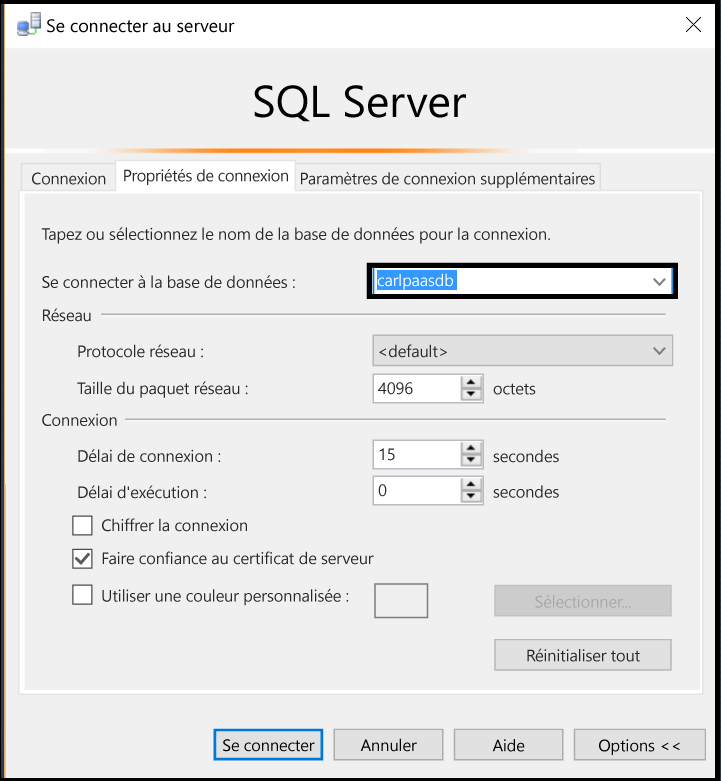 Se connecter au serveur
SQL Server
Connexion Propriétés de connexion Paramètres de connexion supplémentaires
Tapez ou sélectionnez le nom de la base de données pour la connexion.
Se connecter à la base de données : carlpaasdb
Réseau
Protocole réseau : <default>
Taille du paquet réseau : 4096 octets
Connexion
Délai de connexion : 15 secondes
Délai d'exécution : 0 secondes
Chiffrer la connexion
Faire confiance au certificat de serveur
Utiliser une couleur personnalisée : Sélectionner...
Réinitialiser tout
Se connecter Annuler Aide Options <<